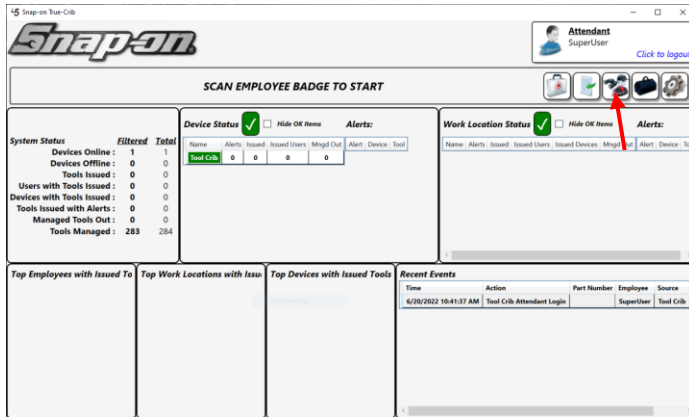 Snap-on True-Crib
Snap-on
Attendant
SuperUser
Click to logout
SCAN EMPLOYEE BADGE TO START
System Status Filtered Total
Devices Online : 1 1
Devices Offline : 0 0
Tools Issued : 0 0
Users with Tools Issued : 0 0
Devices with Tools Issued : 0 0
Tools Issued with Alerts : 0 0
Managed Tools Out : 0 0
Tools Managed : 283 284
Device Status Hide OK Items Alerts:
Name Alerts Issued Issued Users Mngd Out Alert Device Tool
Tool Crib 0 0 0 0
Work Location Status Hide OK Items Alerts:
Name Alerts Issued Issued Users Issued Devices Mngd Out Alert Device To
Top Employees with Issued To
Top Work Locations with Issu
Top Devices with Issued Tools
Recent Events
Time Action Part Number Employee Source
6/20/2022 10:41:37 AM Tool Crib Attendant Login SuperUser Tool Crib